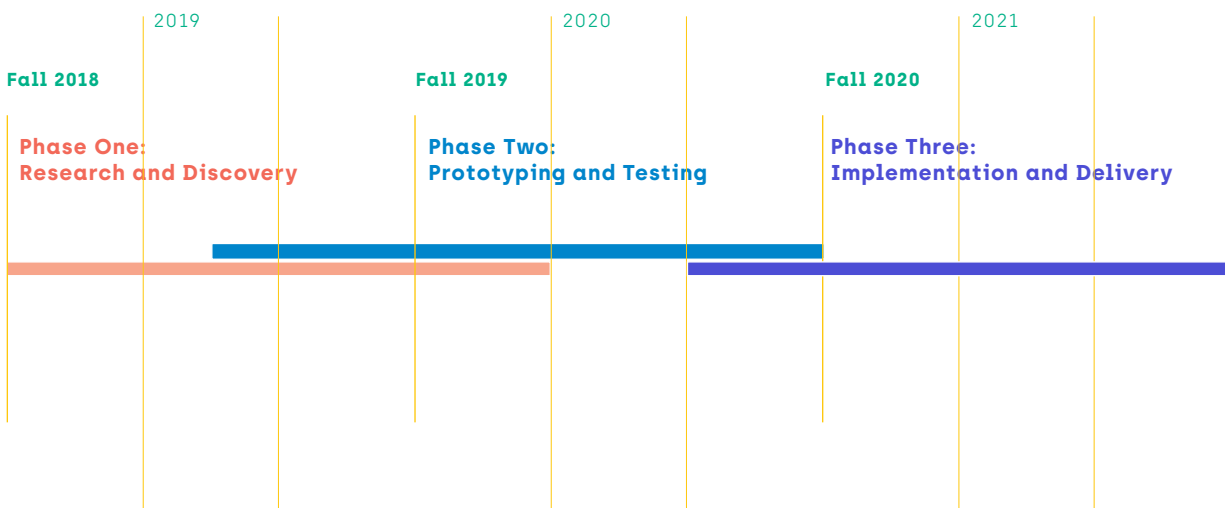 2019
2020
2021
Fall 2018
Fall 2019
Fall 2020
Phase One:
Research and Discovery
Phase Two:
Prototyping and Testing
Phase Three:
Implementation and Delivery